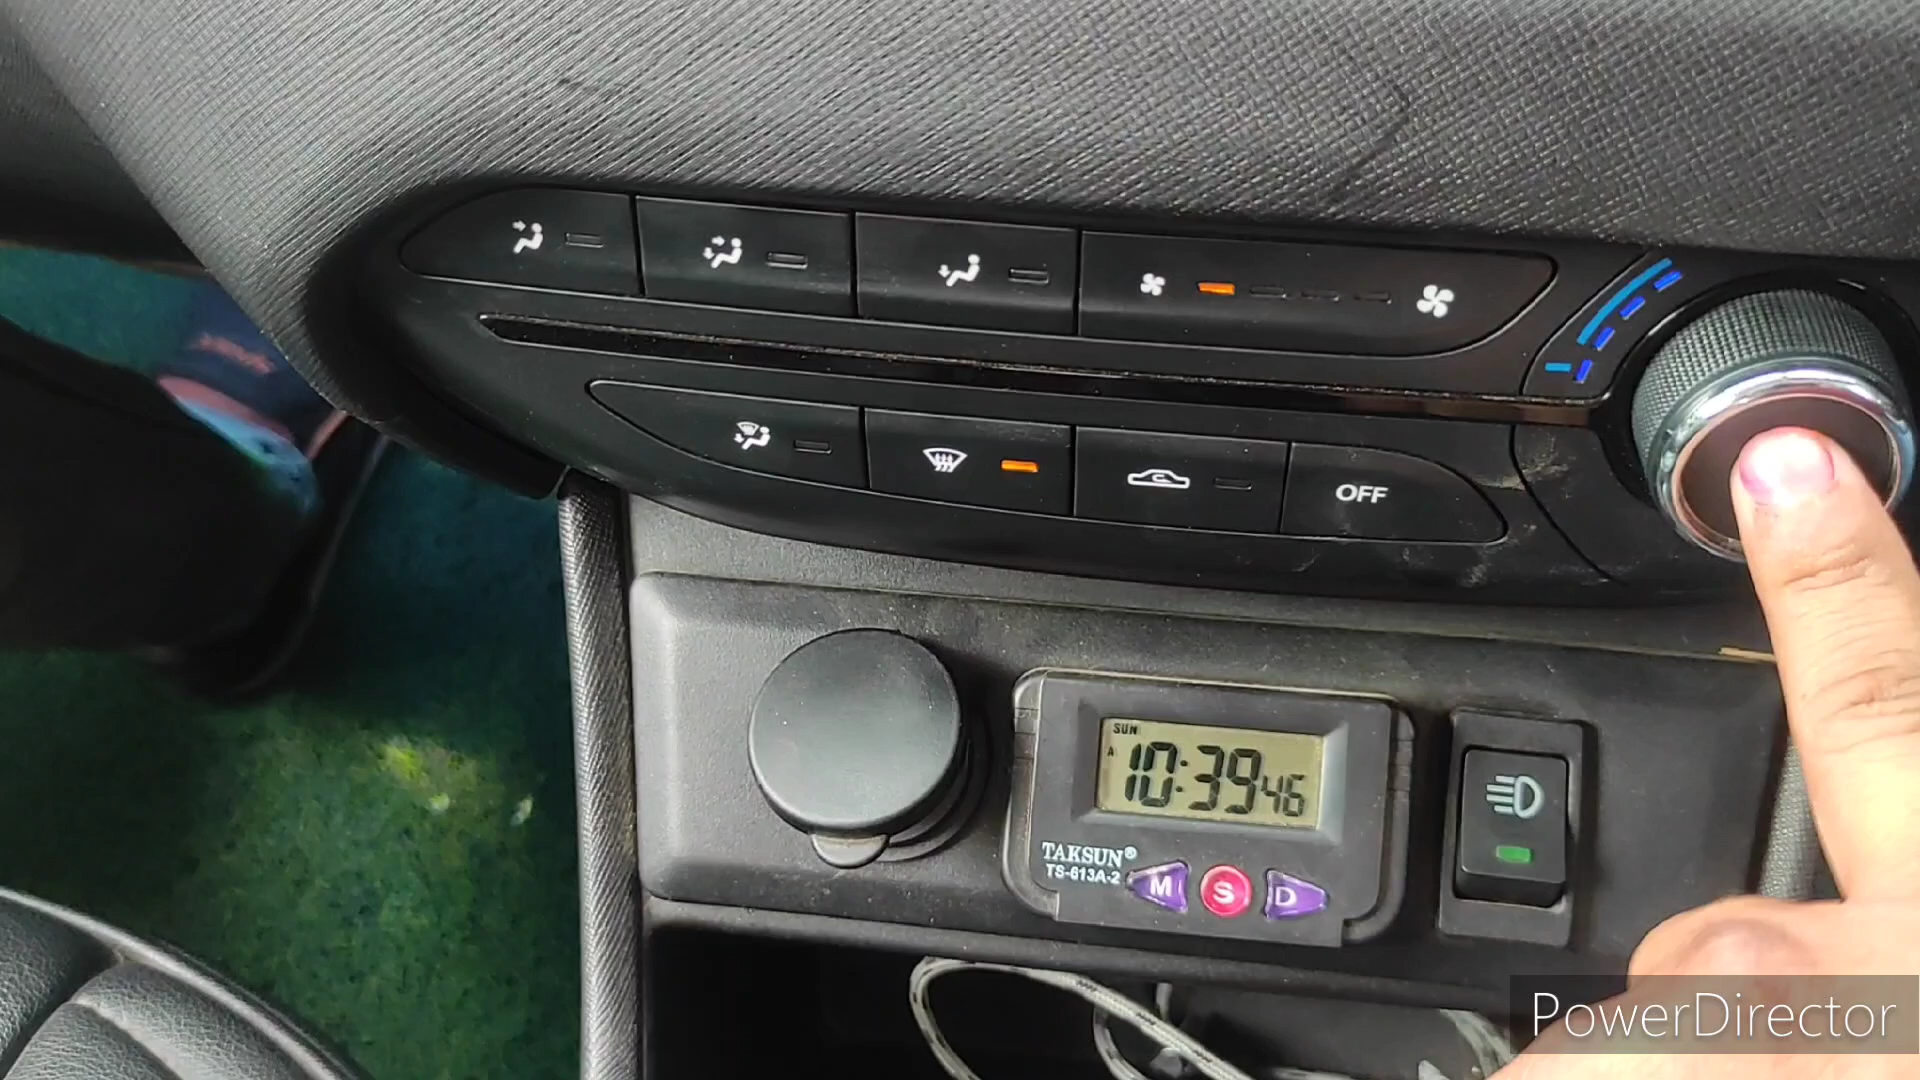 OFF
SUN
A 10:39 46
TAKSUN®
TS-613A-2
M S D
PowerDirector